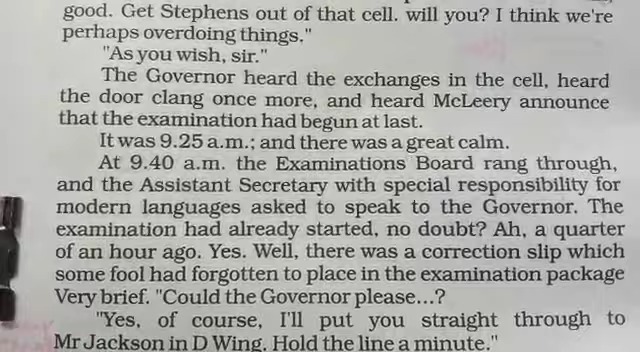 good. Get Stephens out of that cell. will you? I think we're
perhaps overdoing things."
"As you wish, sir."
The Governor heard the exchanges in the cell, heard
the door clang once more, and heard McLeery announce
that the examination had begun at last.
It was 9.25 a.m.; and there was a great calm.
At 9.40 a.m. the Examinations Board rang through,
and the Assistant Secretary with special responsibility for
modern languages asked to speak to the Governor. The
examination had already started, no doubt? Ah, a quarter
of an hour ago. Yes. Well, there was a correction slip which
some fool had forgotten to place in the examination package
Very brief. "Could the Governor please...?
"Yes, of course, I'll put you straight through to
Mr Jackson in D Wing. Hold the line a minute."